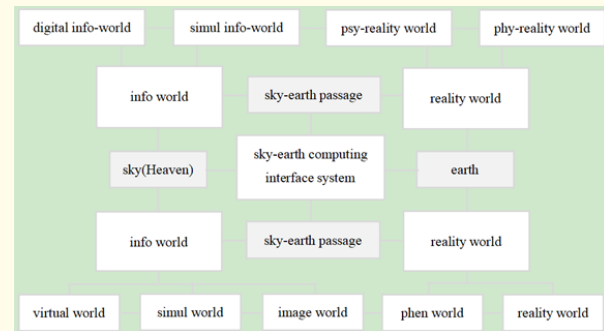 digital info-world
simul info-world
psy-reality world
phy-reality world
info world
sky-earth passage
reality world
sky(Heaven)
sky-earth computing
interface system
earth
info world
sky-earth passage
reality world
virtual world
simul world
image world
phen world
reality world